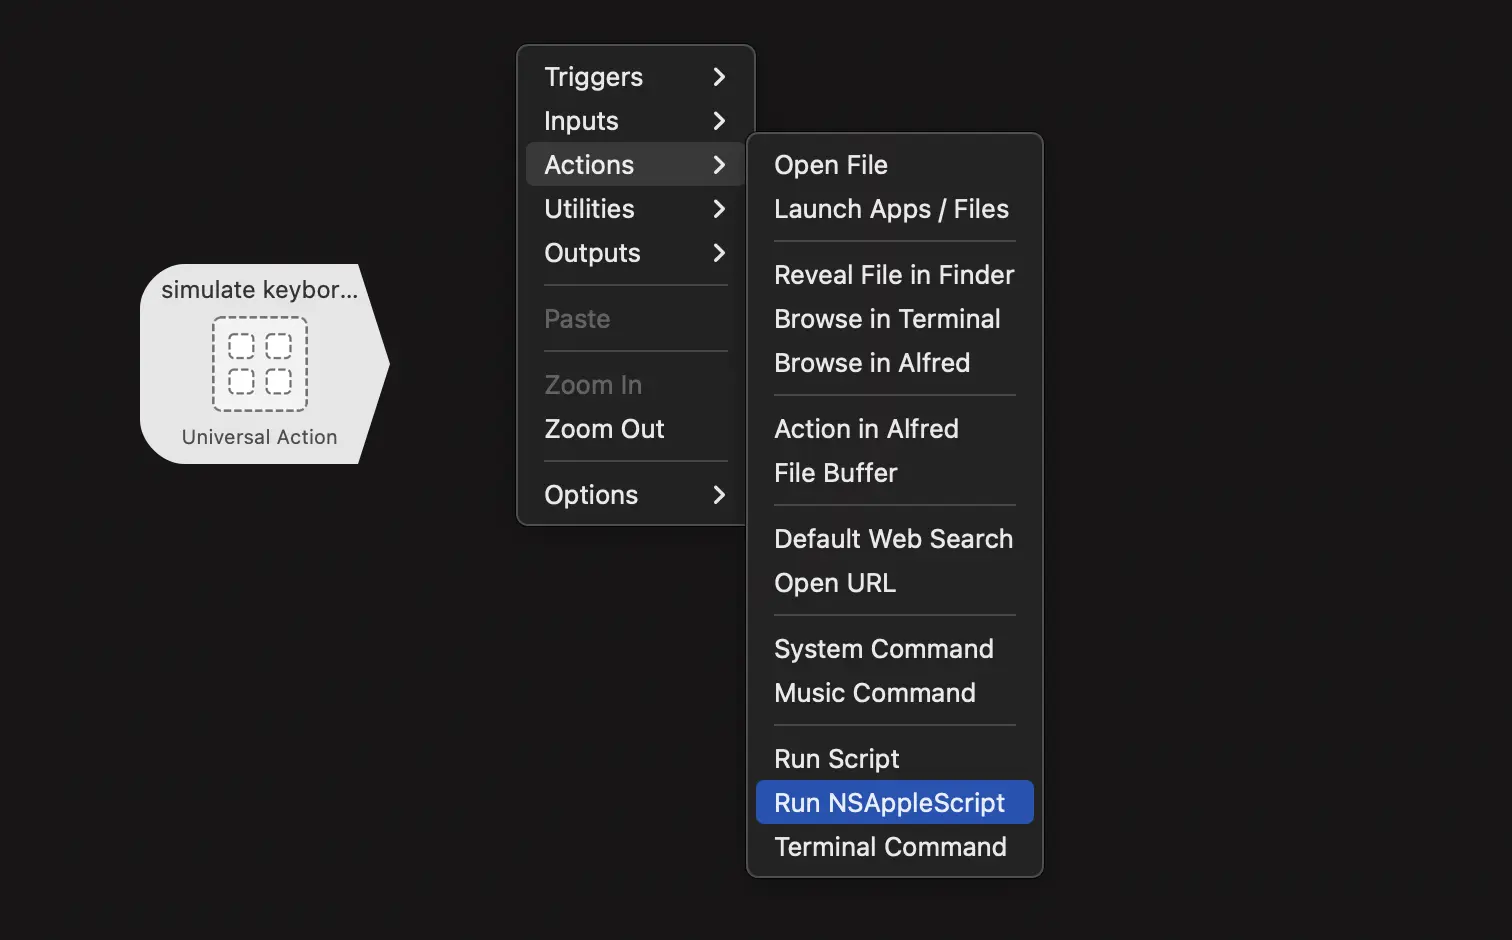 simulate keybor...
Universal Action
Triggers
Inputs
Actions
Utilities
Outputs
Paste
Zoom In
Zoom Out
Options
Open File
Launch Apps / Files
Reveal File in Finder
Browse in Terminal
Browse in Alfred
Action in Alfred
File Buffer
Default Web Search
Open URL
System Command
Music Command
Run Script
Run NSAppleScript
Terminal Command